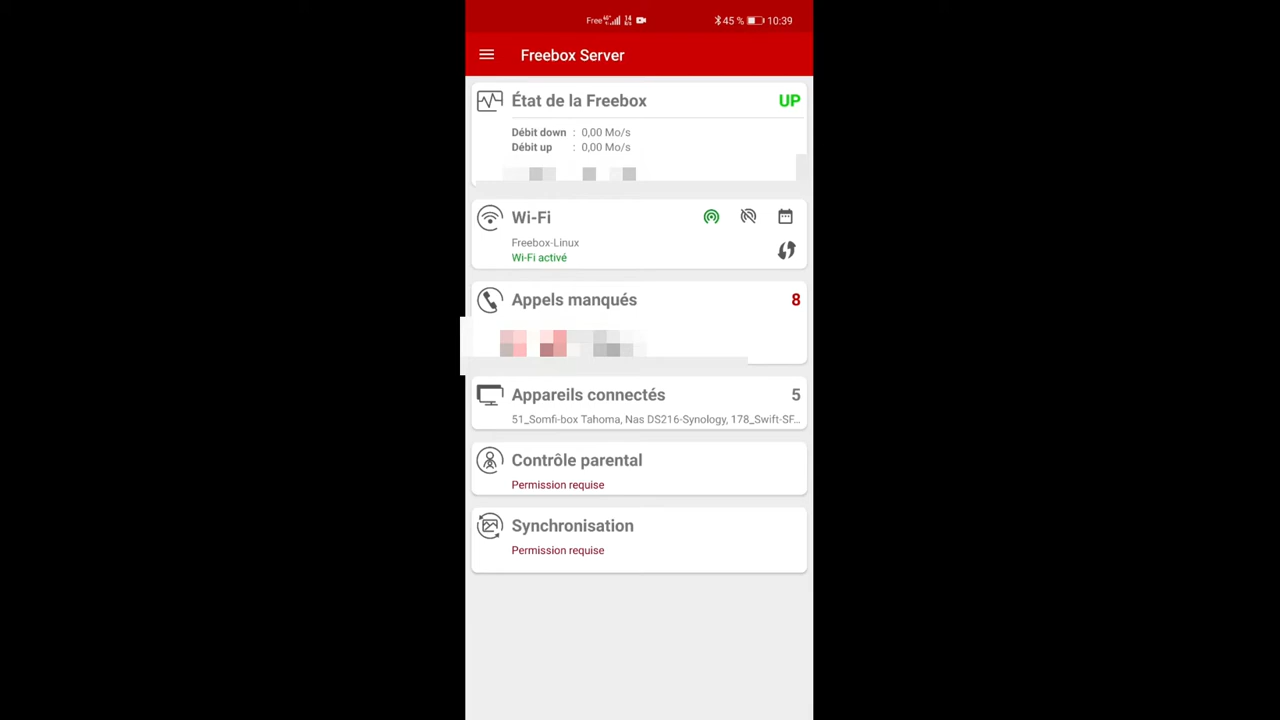 Free 4G 45 % 10:39
Freebox Server
État de la Freebox UP
Débit down : 0,00 Mo/s
Débit up : 0,00 Mo/s
Wi-Fi
Freebox-Linux
Wi-Fi activé
Appels manqués 8
Appareils connectés 5
51_Somfi-box Tahoma, Nas DS216-Synology, 178_Swift-SF...
Contrôle parental
Permission requise
Synchronisation
Permission requise